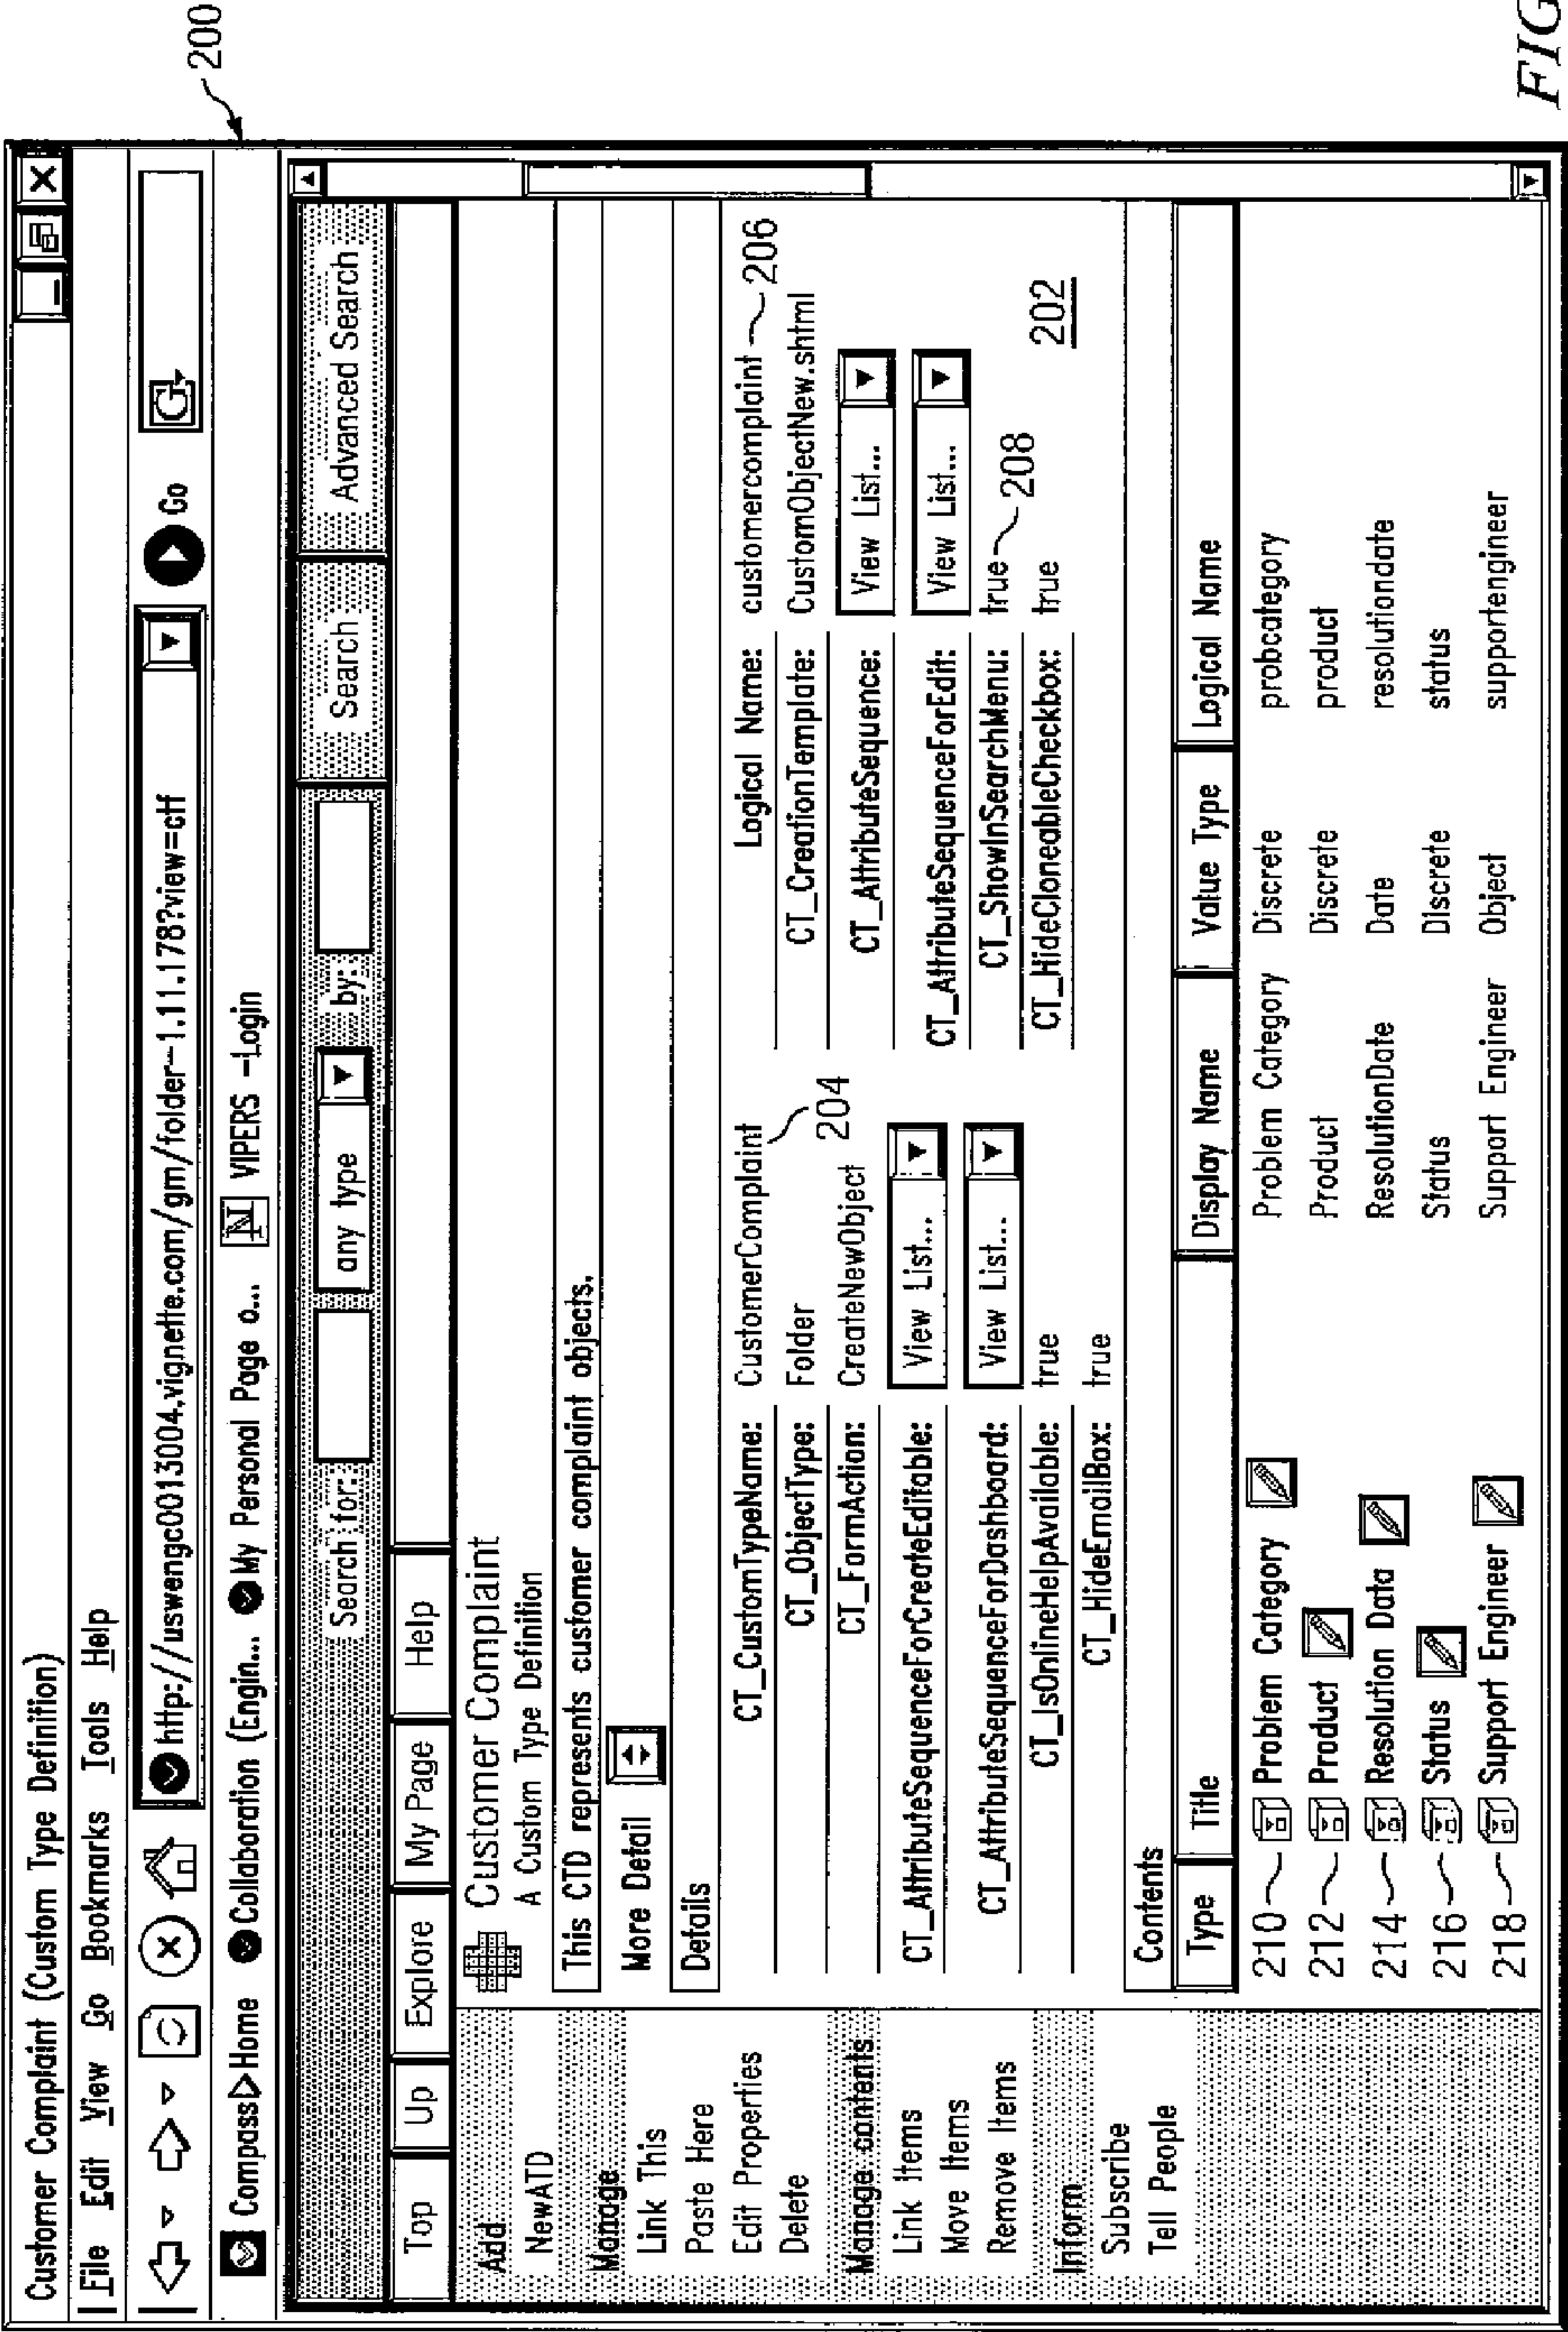 200
Customer Complaint (Custom Type Definition)
File Edit View Go Bookmarks Tools Help
http://uswengc0013004.vignette.com/gm/folder-1.11.178?view=ctf Go G
Compass Home Collaboration (Engin... My Personal Page o... N VIPERS -Login
Search for: any type by: Search Advanced Search
Top Up Explore My Page Help
Add
NewATD
Manage
Link This
Paste Here
Edit Properties
Delete
Manage contents
Link Items
Move Items
Remove Items
Inform
Subscribe
Tell People
Customer Complaint
A Custom Type Definition
This CTD represents customer complaint objects.
More Detail
Details
CT_CustomTypeName: CustomerComplaint 204 Logical Name: customercomplaint 206
CT_ObjectType: Folder CT_CreationTemplate: CustomObjectNew.shtml
CT_FormAction: CreateNewObject CT_AttributeSequence: View List...
CT_AttributeSequenceForCreateEditable: View List... CT_AttributeSequenceForEdit: View List...
CT_AttributeSequenceForDashboard: View List... CT_ShowInSearchMenu: true 208
CT_IsOnlineHelpAvailable: true CT_HideCloneableCheckbox: true
CT_HideEmailBox: true
202
Contents
Type Title Display Name Value Type Logical Name
210 Problem Category Problem Category Discrete probcategory
212 Product Product Discrete product
214 Resolution Data ResolutionDate Date resolutiondate
216 Status Status DIscrete status
218 Support Engineer Support Engineer Object supportengineer
FIG